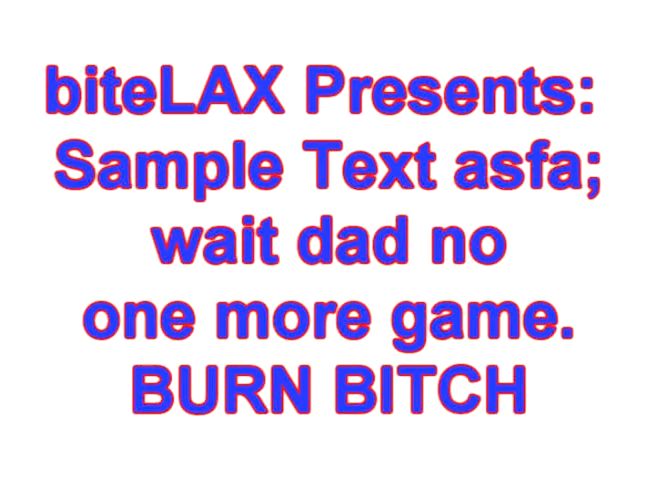 biteLAX Presents:
Sample Text asfa;
wait dad no
one more game.
BURN BITCH